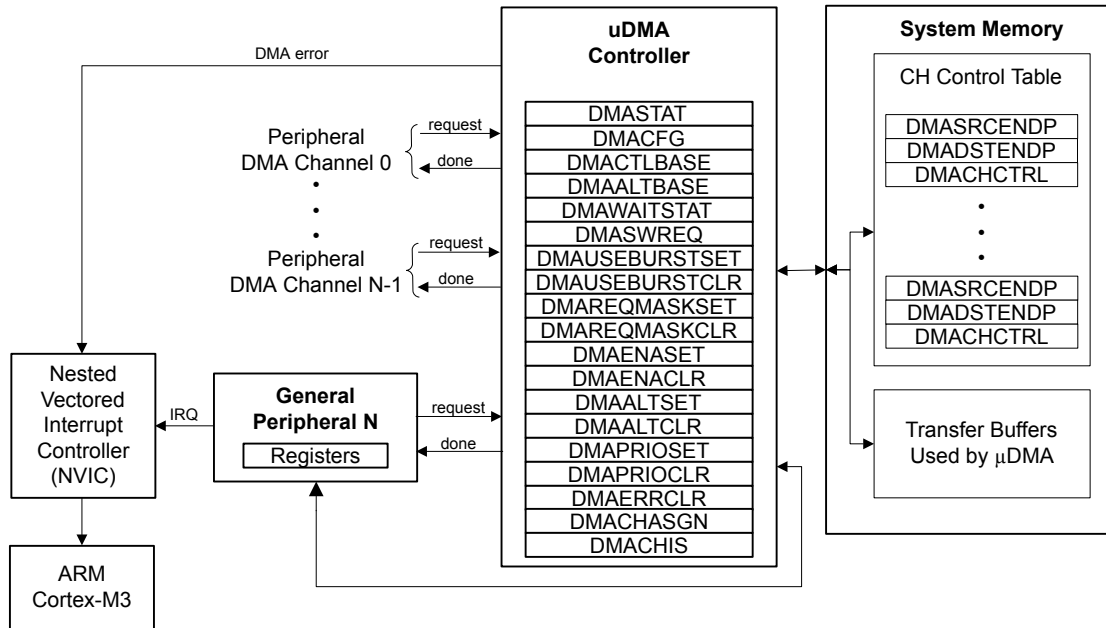 uDMA
Controller
System Memory
DMA error
CH Control Table
DMASTAT
DMACFG
DMACTLBASE
DMAALTBASE
DMAWAITSTAT
DMASWREQ
DMAUSEBURSTSET
DMAUSEBURSTCLR
DMAREQMASKSET
DMAREQMASKCLR
DMAENASET
DMAENACLR
DMAALTSET
DMAALTCLR
DMAPRIOSET
DMAPRIOCLR
DMAERRCLR
DMACHASGN
DMACHIS
Peripheral
DMA Channel 0
request
done
Peripheral
DMA Channel N-1
request
done
DMASRCENDP
DMADSTENDP
DMACHCTRL
DMASRCENDP
DMADSTENDP
DMACHCTRL
Transfer Buffers
Used by μDMA
Nested
Vectored
Interrupt
Controller
(NVIC)
IRQ
General
Peripheral N
Registers
request
done
ARM
Cortex-M3